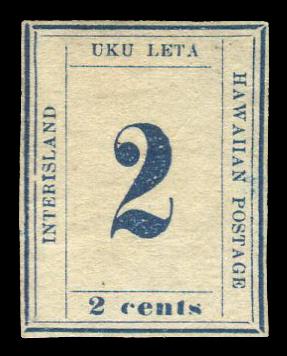 UKU LETA
INTERISLAND
2
HAWAIIAN POSTAGE
2 cents